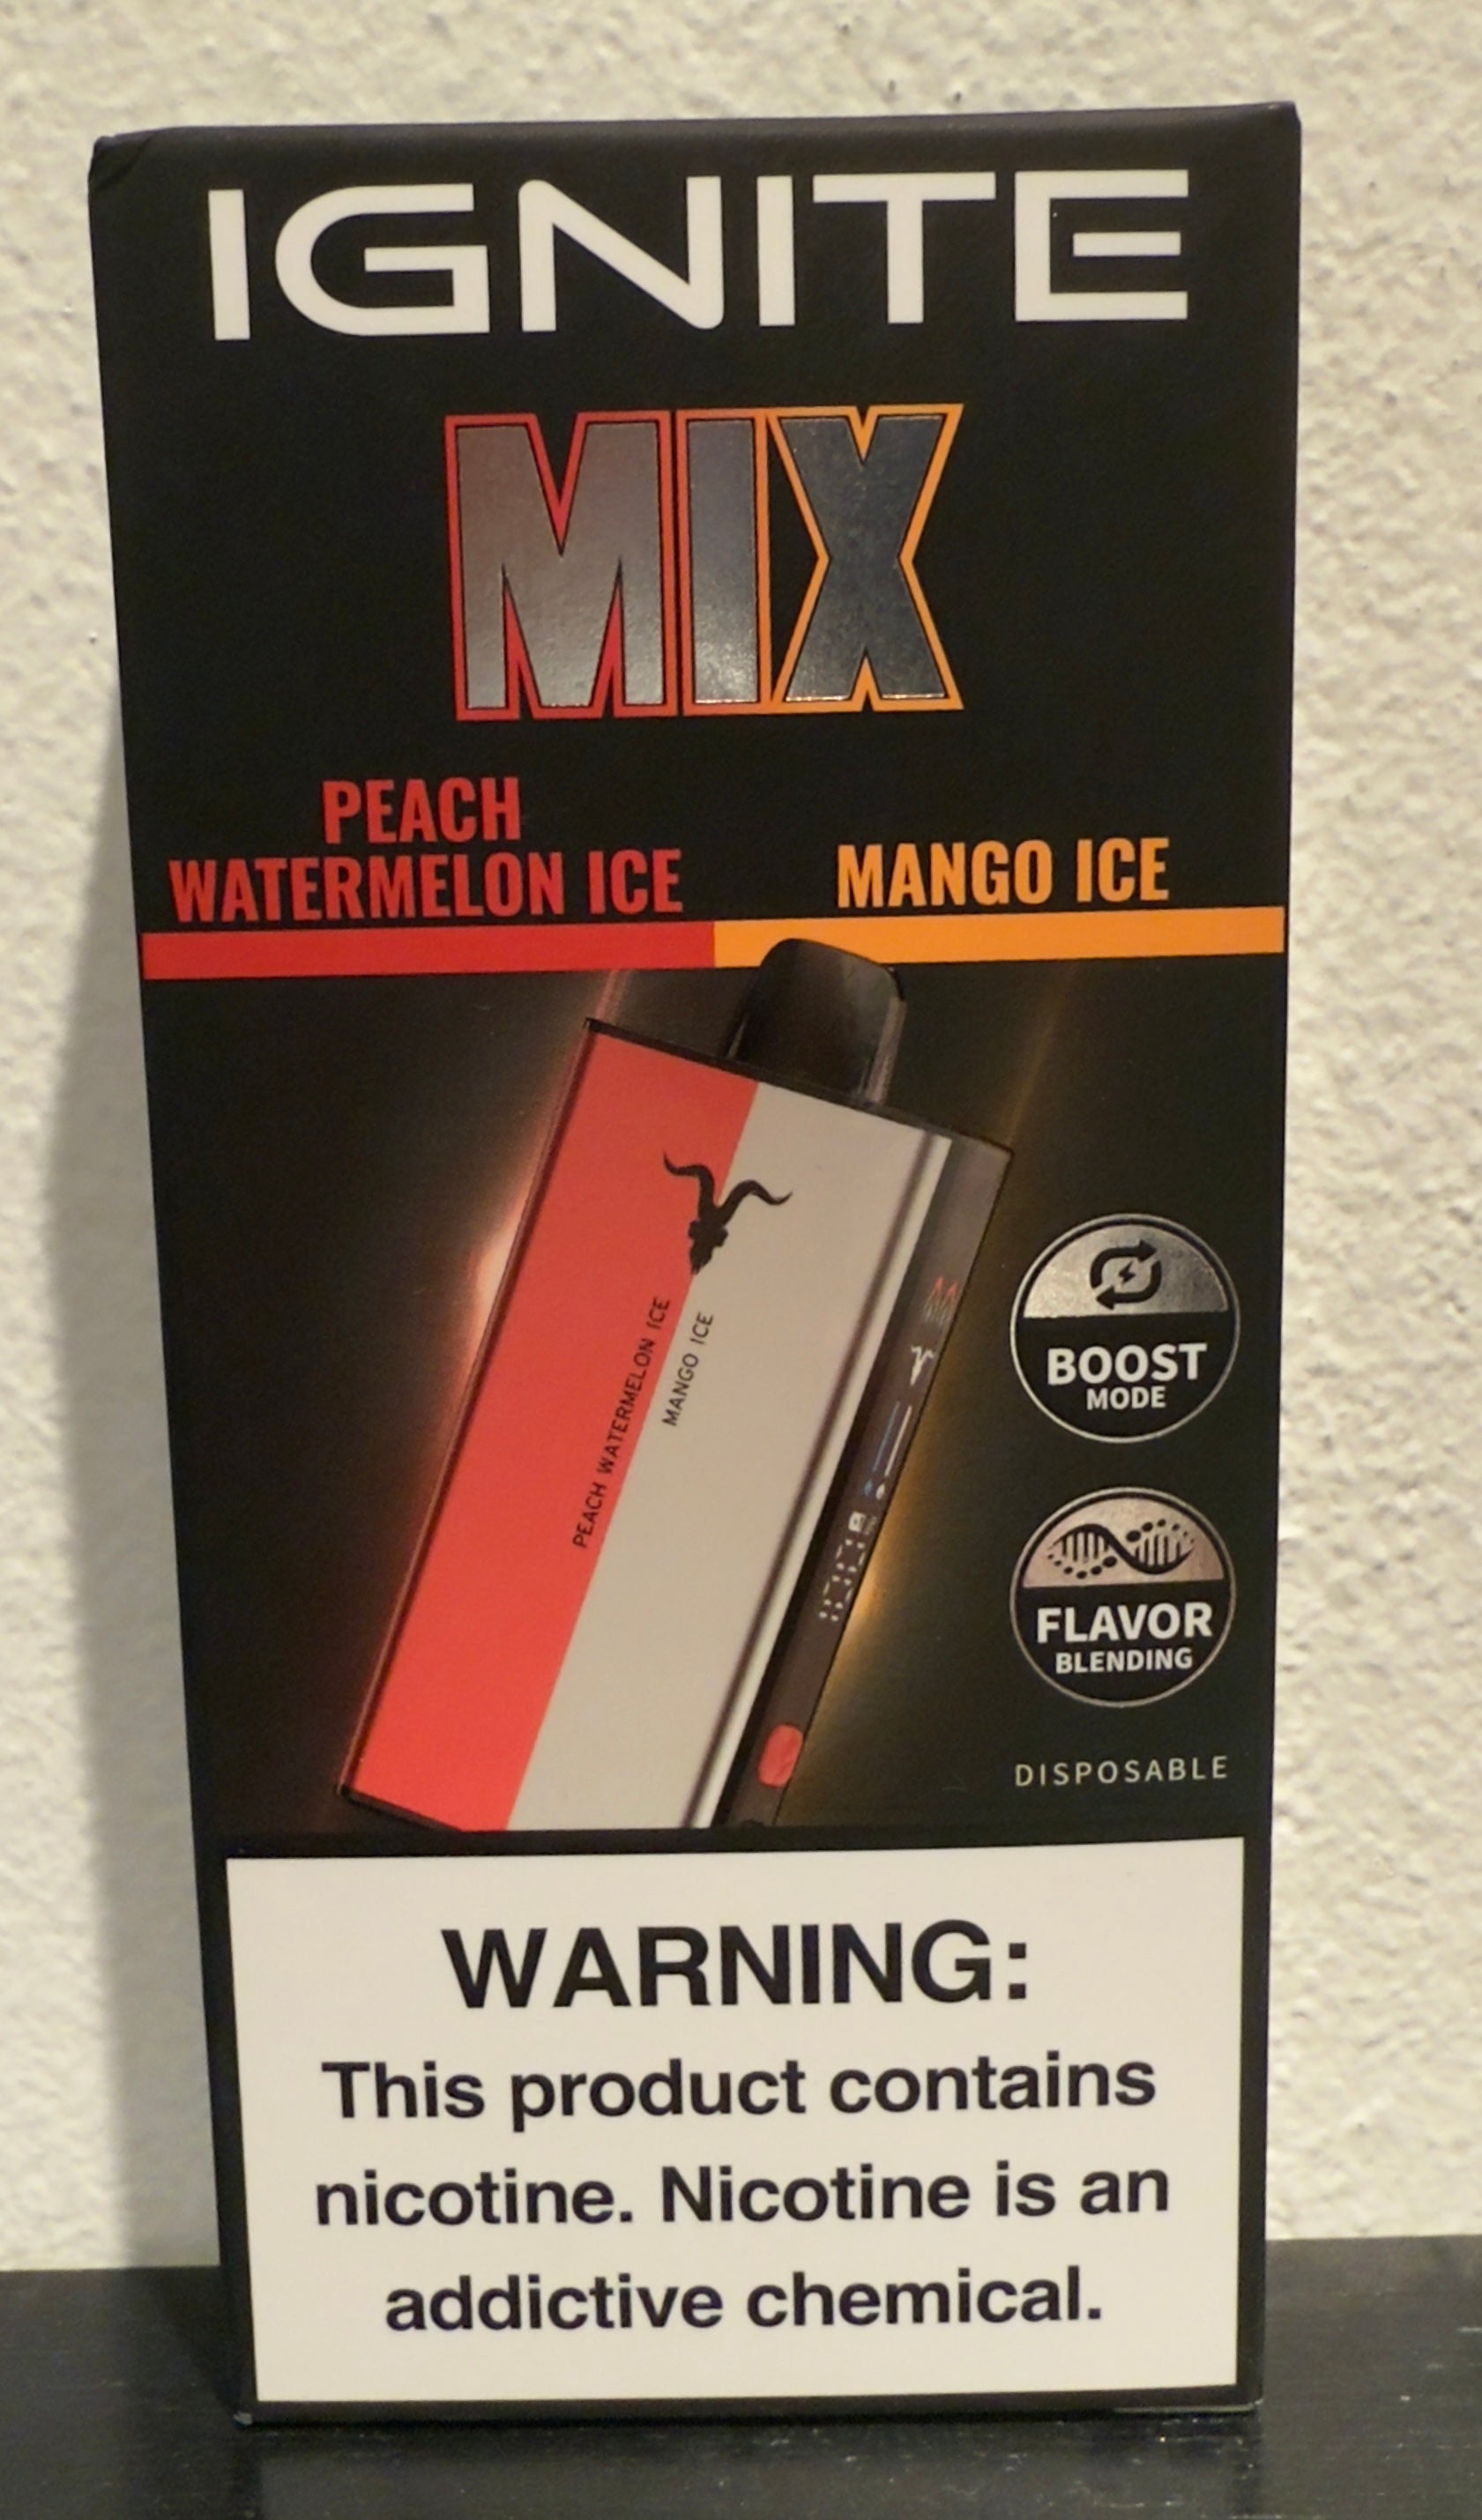 IGNITE
MIX
PEACH
WATERMELON ICE
MANGO ICE
PEACH WATERMELON ICE
MANGO ICE
BOOST
MODE
FLAVOR
BLENDING
DISPOSABLE
WARNING:
This product contains
nicotine. Nicotine is an
addictive chemical.